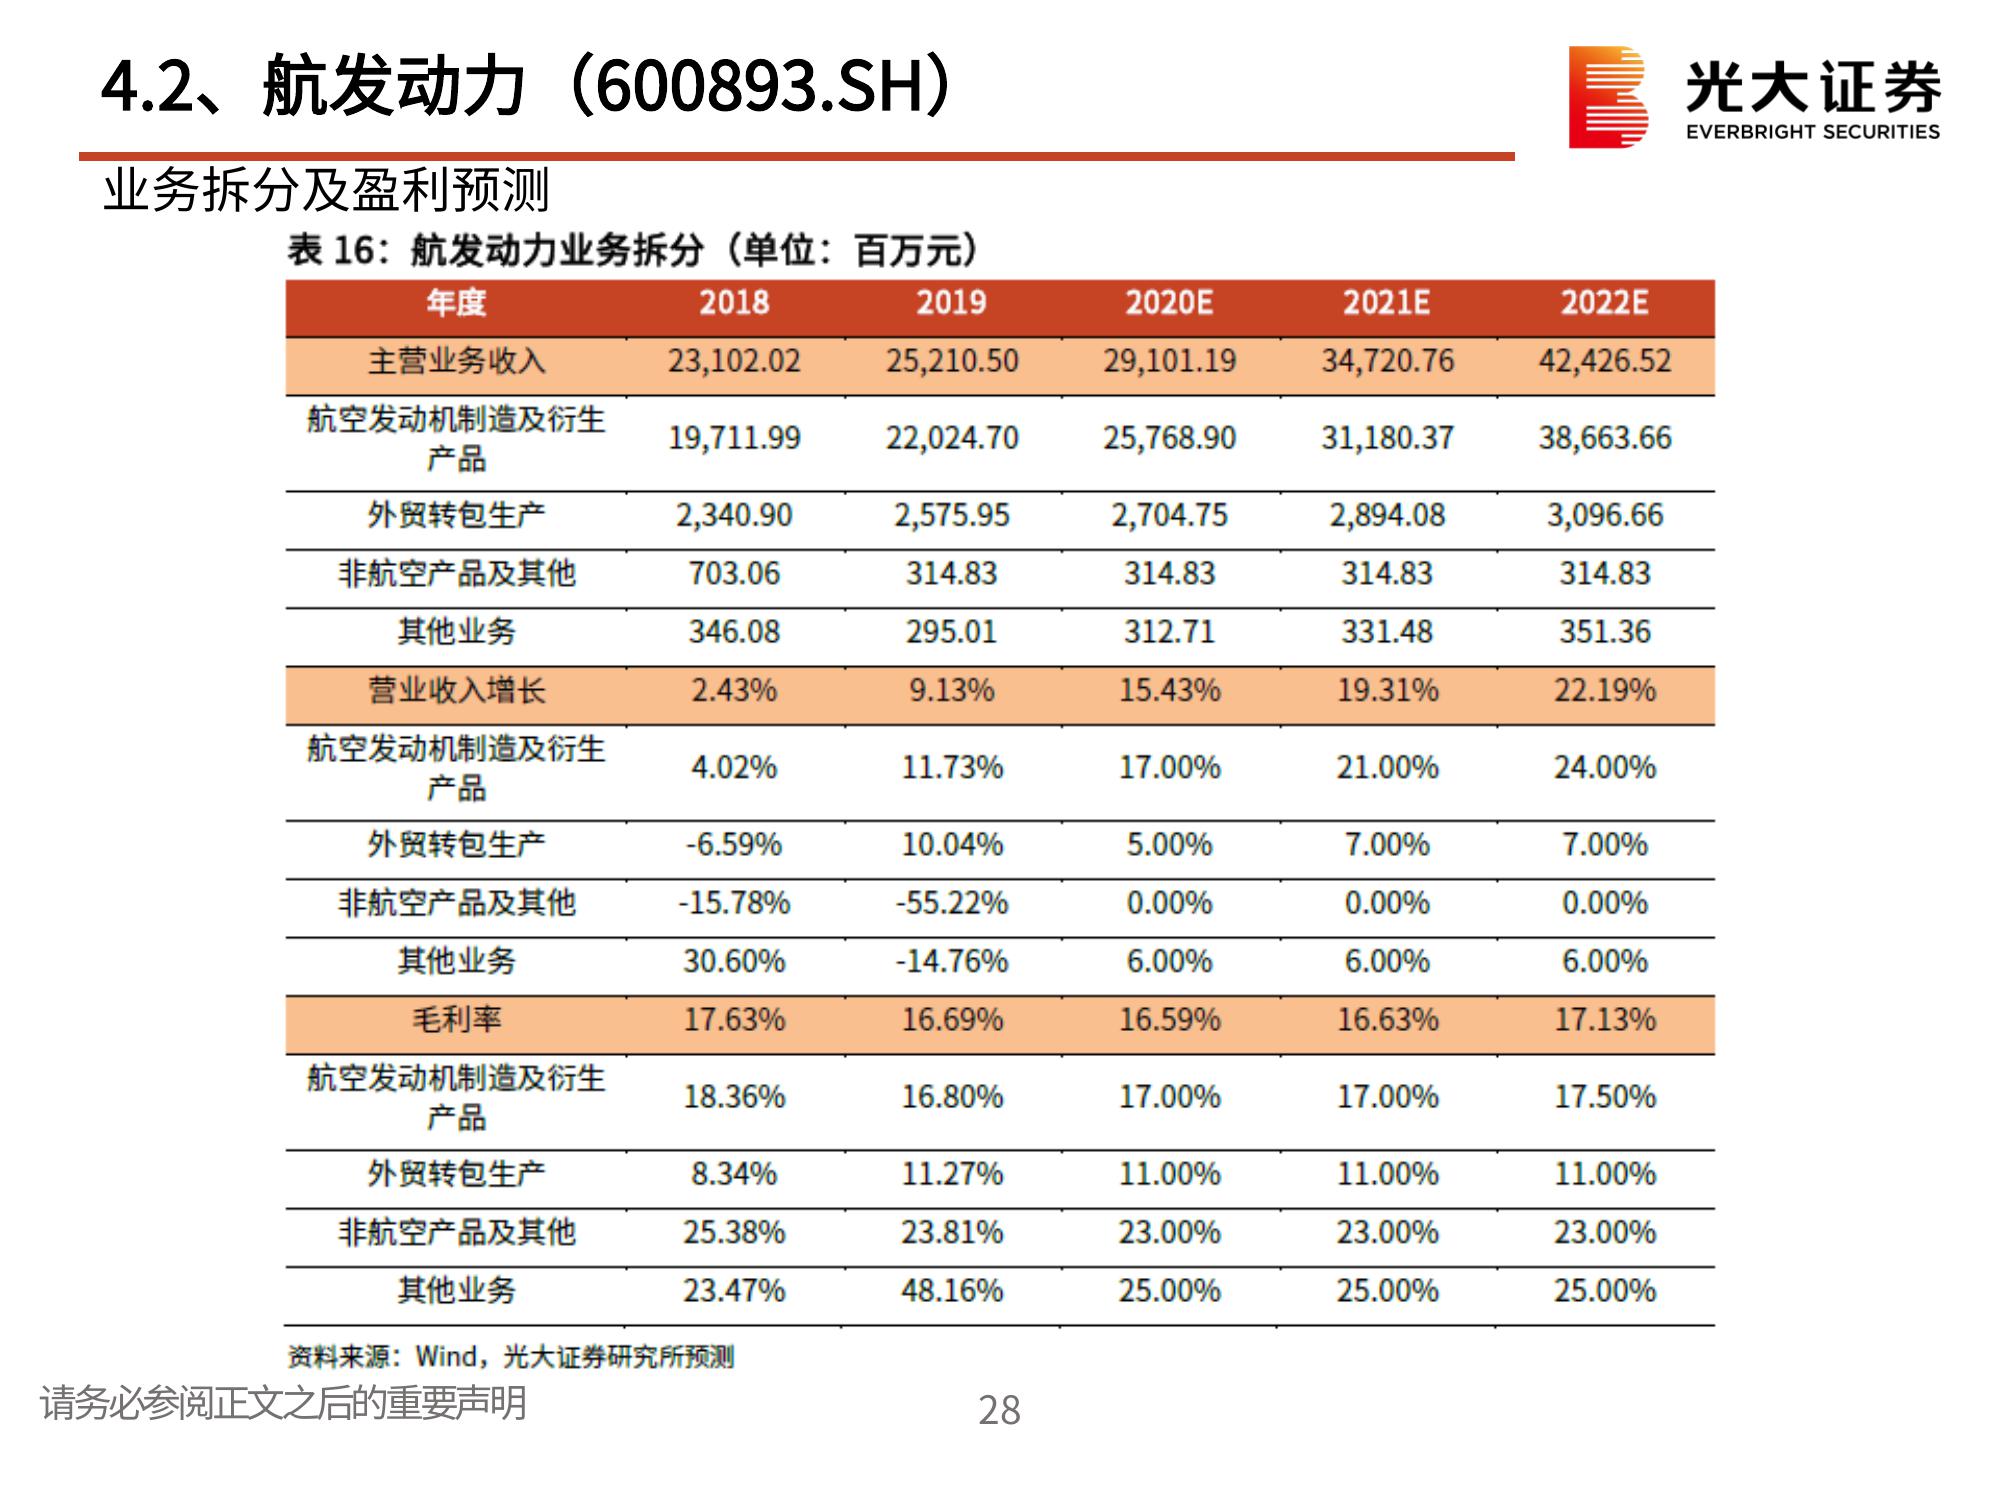 4.2、航发动力（600893.SH）
光大证券
EVERBRIGHT SECURITIES
业务拆分及盈利预测
表 16：航发动力业务拆分（单位：百万元）
年度 2018 2019 2020E 2021E 2022E
主营业务收入 23,102.02 25,210.50 29,101.19 34,720.76 42,426.52
航空发动机制造及衍生
产品 19,711.99 22,024.70 25,768.90 31,180.37 38,663.66
外贸转包生产 2,340.90 2,575.95 2,704.75 2,894.08 3,096.66
非航空产品及其他 703.06 314.83 314.83 314.83 314.83
其他业务 346.08 295.01 312.71 331.48 351.36
营业收入增长 2.43% 9.13% 15.43% 19.31% 22.19%
航空发动机制造及衍生
产品 4.02% 11.73% 17.00% 21.00% 24.00%
外贸转包生产 -6.59% 10.04% 5.00% 7.00% 7.00%
非航空产品及其他 -15.78% -55.22% 0.00% 0.00% 0.00%
其他业务 30.60% -14.76% 6.00% 6.00% 6.00%
毛利率 17.63% 16.69% 16.59% 16.63% 17.13%
航空发动机制造及衍生
产品 18.36% 16.80% 17.00% 17.00% 17.50%
外贸转包生产 8.34% 11.27% 11.00% 11.00% 11.00%
非航空产品及其他 25.38% 23.81% 23.00% 23.00% 23.00%
其他业务 23.47% 48.16% 25.00% 25.00% 25.00%
资料来源：Wind，光大证券研究所预测
请务必参阅正文之后的重要声明
28